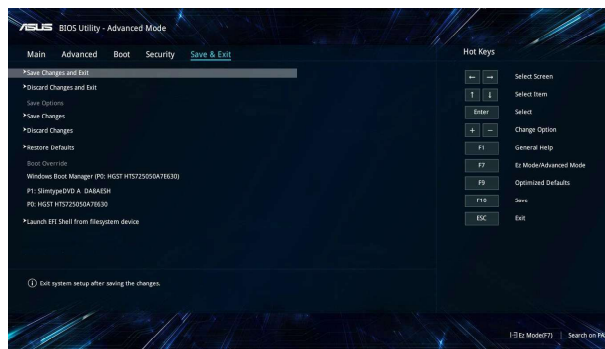 ASUS BIOS Utility - Advanced Mode
Main Advanced Boot Security Save & Exit
Save Changes and Exit
Discard Changes and Exit
Save Options
Save Changes
Discard Changes
Restore Defaults
Boot Override
Windows Boot Manager (P0: HGST HTS725050A7E630)
P1: SlimtypeDVD A DA8AESH
P0: HGST HTS725050A7E630
Launch EFI Shell from filesystem device
Exit system setup after saving the changes.
Hot Keys
← → Select Screen
↑ ↓ Select Item
Enter Select
+ − Change Option
F1 General Help
F7 Ez Mode/Advanced Mode
F9 Optimized Defaults
F10 Save
ESC Exit
Ez Mode(F7) | Search on FA